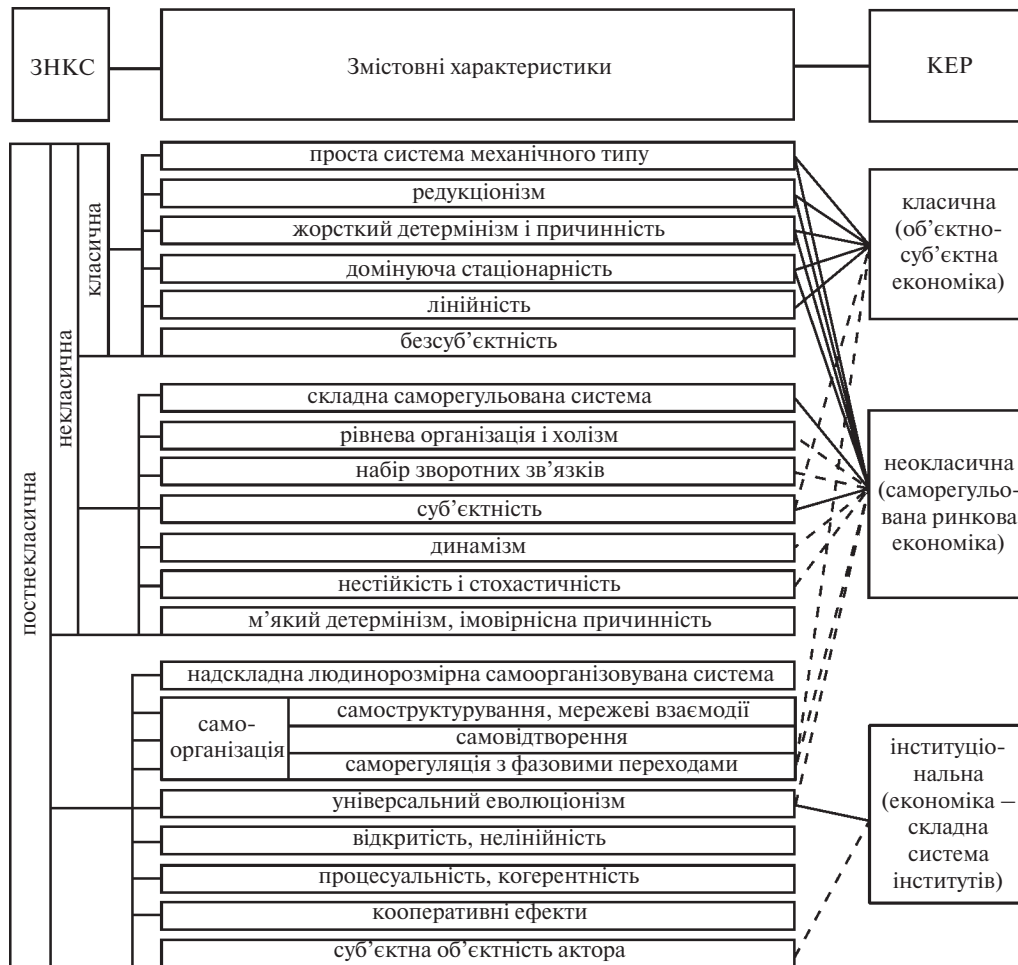 ЗНКС
Змістовні характеристики
КЕР
постнекласична
некласична
класична
проста система механічного типу
редукціонізм
жорсткий детермінізм і причинність
домінуюча стаціонарність
лінійність
безсуб’єктність
складна саморегульована система
рівнева організація і холізм
набір зворотних зв’язків
суб’єктність
динамізм
нестійкість і стохастичність
м’який детермінізм, імовірнісна причинність
надскладна людинорозмірна самоорганізовувана система
само-
організація
самоструктурування, мережеві взаємодії
самовідтворення
саморегуляція з фазовими переходами
універсальний еволюціонізм
відкритість, нелінійність
процесуальність, когерентність
кооперативні ефекти
суб’єктна об’єктність актора
класична
(об’єктно-
суб’єктна
економіка)
неокласична
(саморегульо-
вана ринкова
економіка)
інституціо-
нальна
(економіка –
складна
система
інститутів)